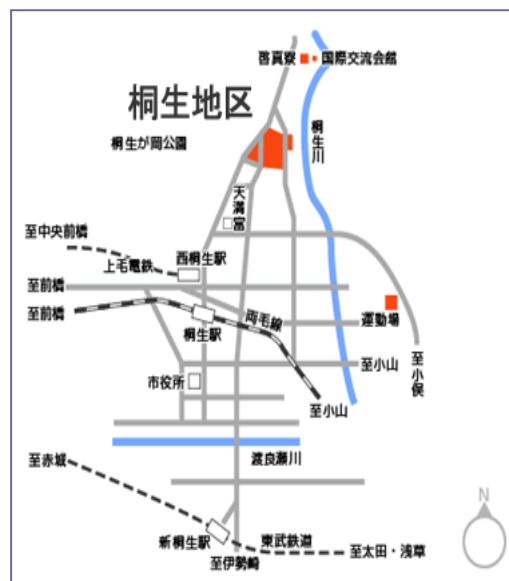 啓真寮
国際交流会館
桐生地区
桐生が岡公園
桐生川
天満宮
至中央前橋
上毛電鉄
西桐生駅
至前橋
至前橋
両毛線
運動場
桐生駅
至小俣
至小山
市役所
至小山
渡良瀬川
至赤城
N
新桐生駅
東武鉄道
至太田・浅草
至伊勢崎